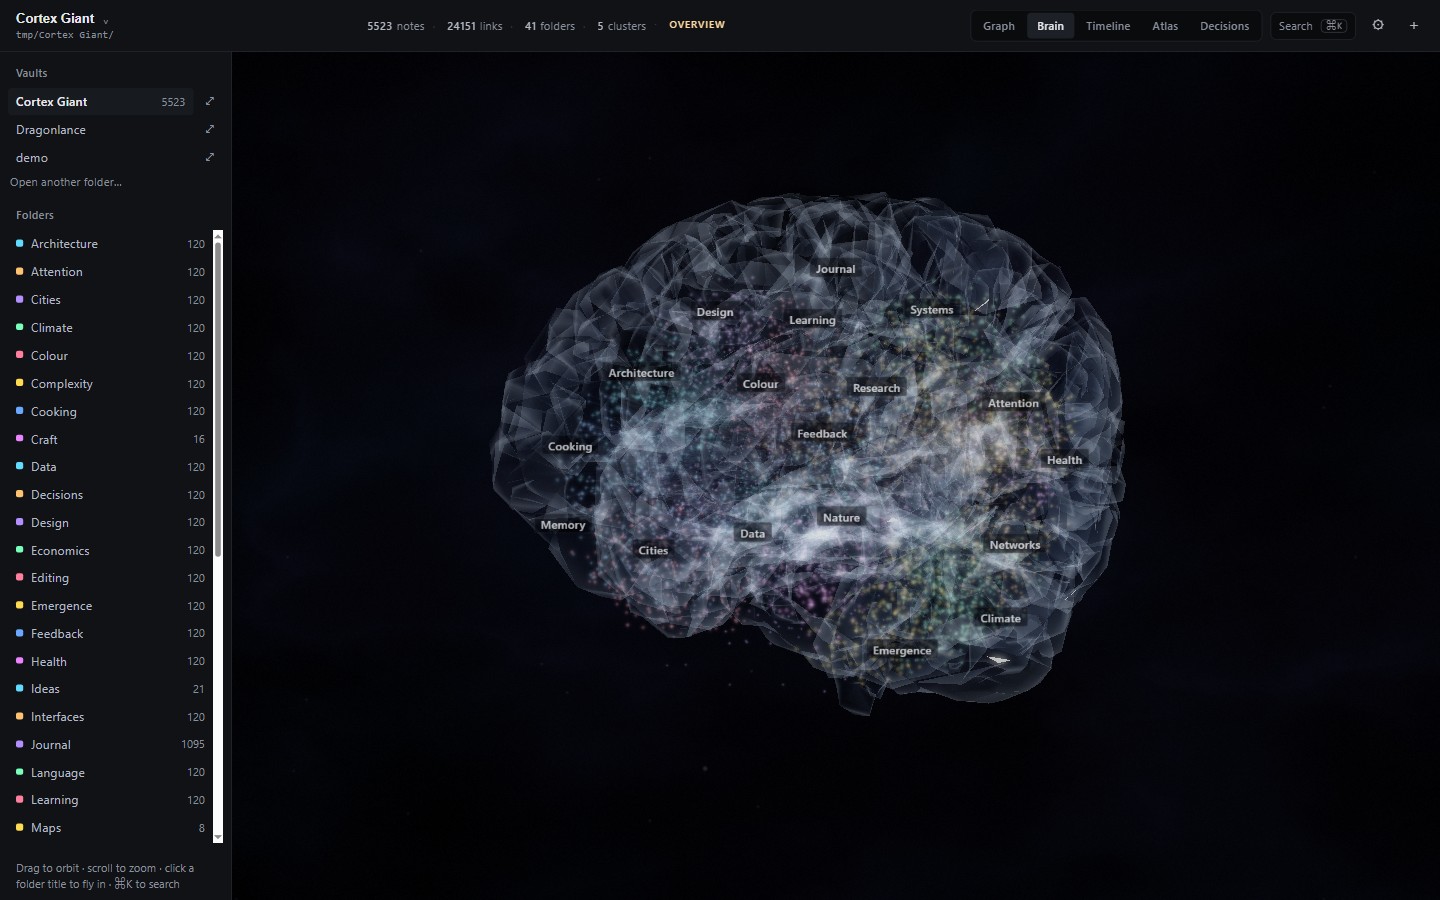 Cortex Giant
tmp/Cortex Giant/
5523 notes · 24151 links · 41 folders · 5 clusters · OVERVIEW
Graph Brain Timeline Atlas Decisions
Search ⌘K
+
Vaults
Cortex Giant 5523
Dragonlance
demo
Open another folder...
Folders
Architecture 120
Attention 120
Cities 120
Climate 120
Colour 120
Complexity 120
Cooking 120
Craft 16
Data 120
Decisions 120
Design 120
Economics 120
Editing 120
Emergence 120
Feedback 120
Health 120
Ideas 21
Interfaces 120
Journal 1095
Language 120
Learning 120
Maps 8
Drag to orbit · scroll to zoom · click a
folder title to fly in · ⌘K to search
Journal
Design
Learning
Systems
Architecture
Colour
Research
Attention
Feedback
Cooking
Health
Memory
Nature
Data
Cities
Networks
Climate
Emergence